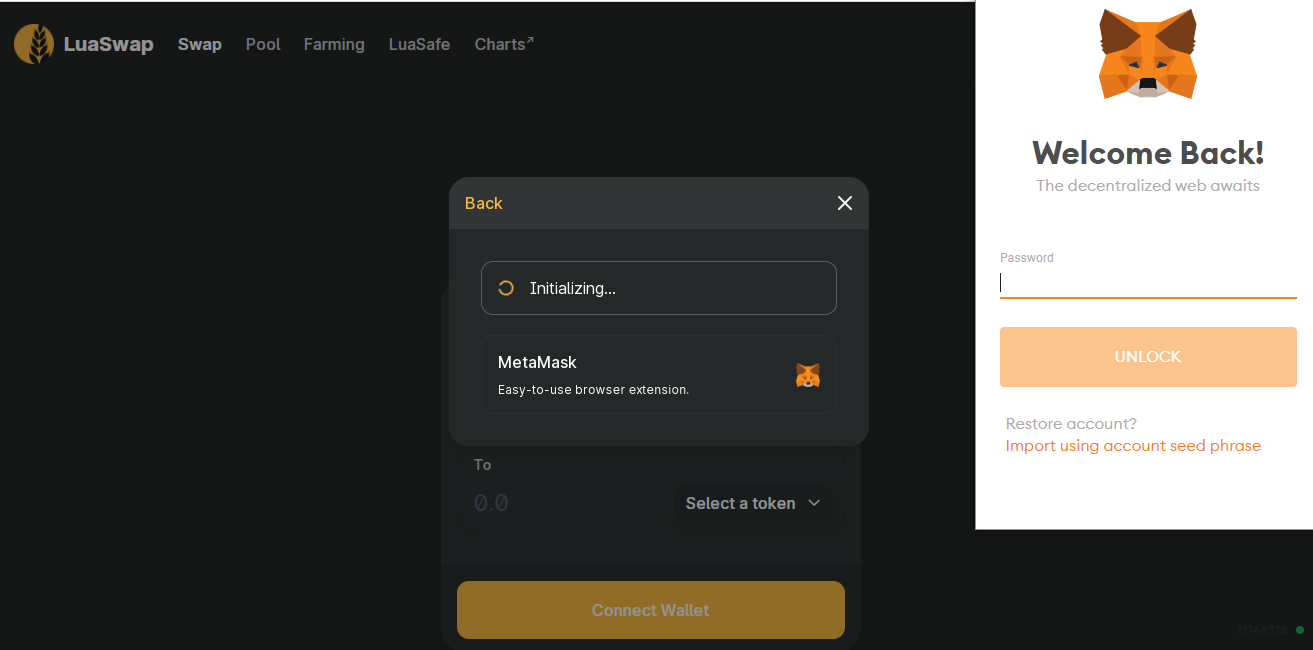 LuaSwap Swap Pool Farming LuaSafe Charts↗
Back
Initializing...
MetaMask
Easy-to-use browser extension.
To
0.0 Select a token
Connect Wallet
Welcome Back!
The decentralized web awaits
Password
UNLOCK
Restore account?
Import using account seed phrase
11749310